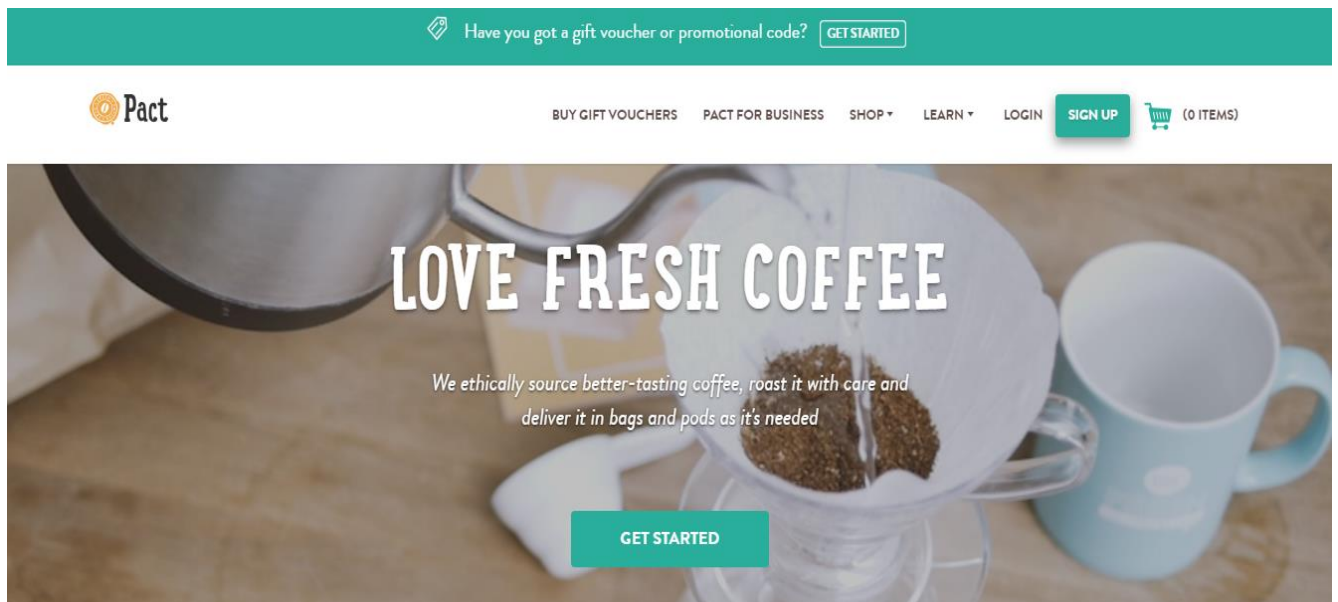 Have you got a gift voucher or promotional code? GET STARTED
Pact
BUY GIFT VOUCHERS PACT FOR BUSINESS SHOP LEARN LOGIN SIGN UP (0 ITEMS)
LOVE FRESH COFFEE
We ethically source better-tasting coffee, roast it with care and
deliver it in bags and pods as it's needed
GET STARTED